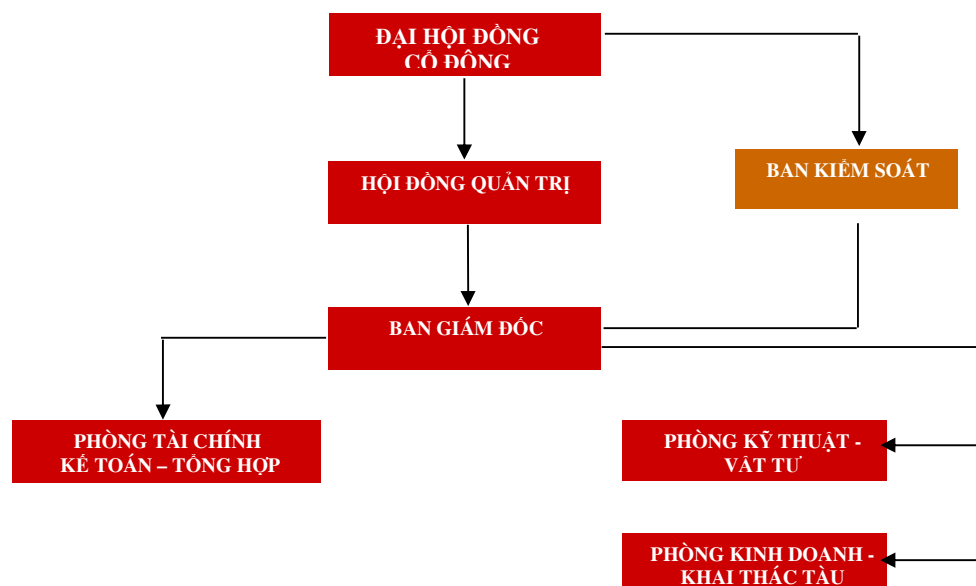 ĐẠI HỘI ĐỒNG
CỔ ĐÔNG
HỘI ĐỒNG QUẢN TRỊ
BAN KIỂM SOÁT
BAN GIÁM ĐỐC
PHÒNG TÀI CHÍNH
KẾ TOÁN – TỔNG HỢP
PHÒNG KỸ THUẬT -
VẬT TƯ
PHÒNG KINH DOANH -
KHAI THÁC TÀU